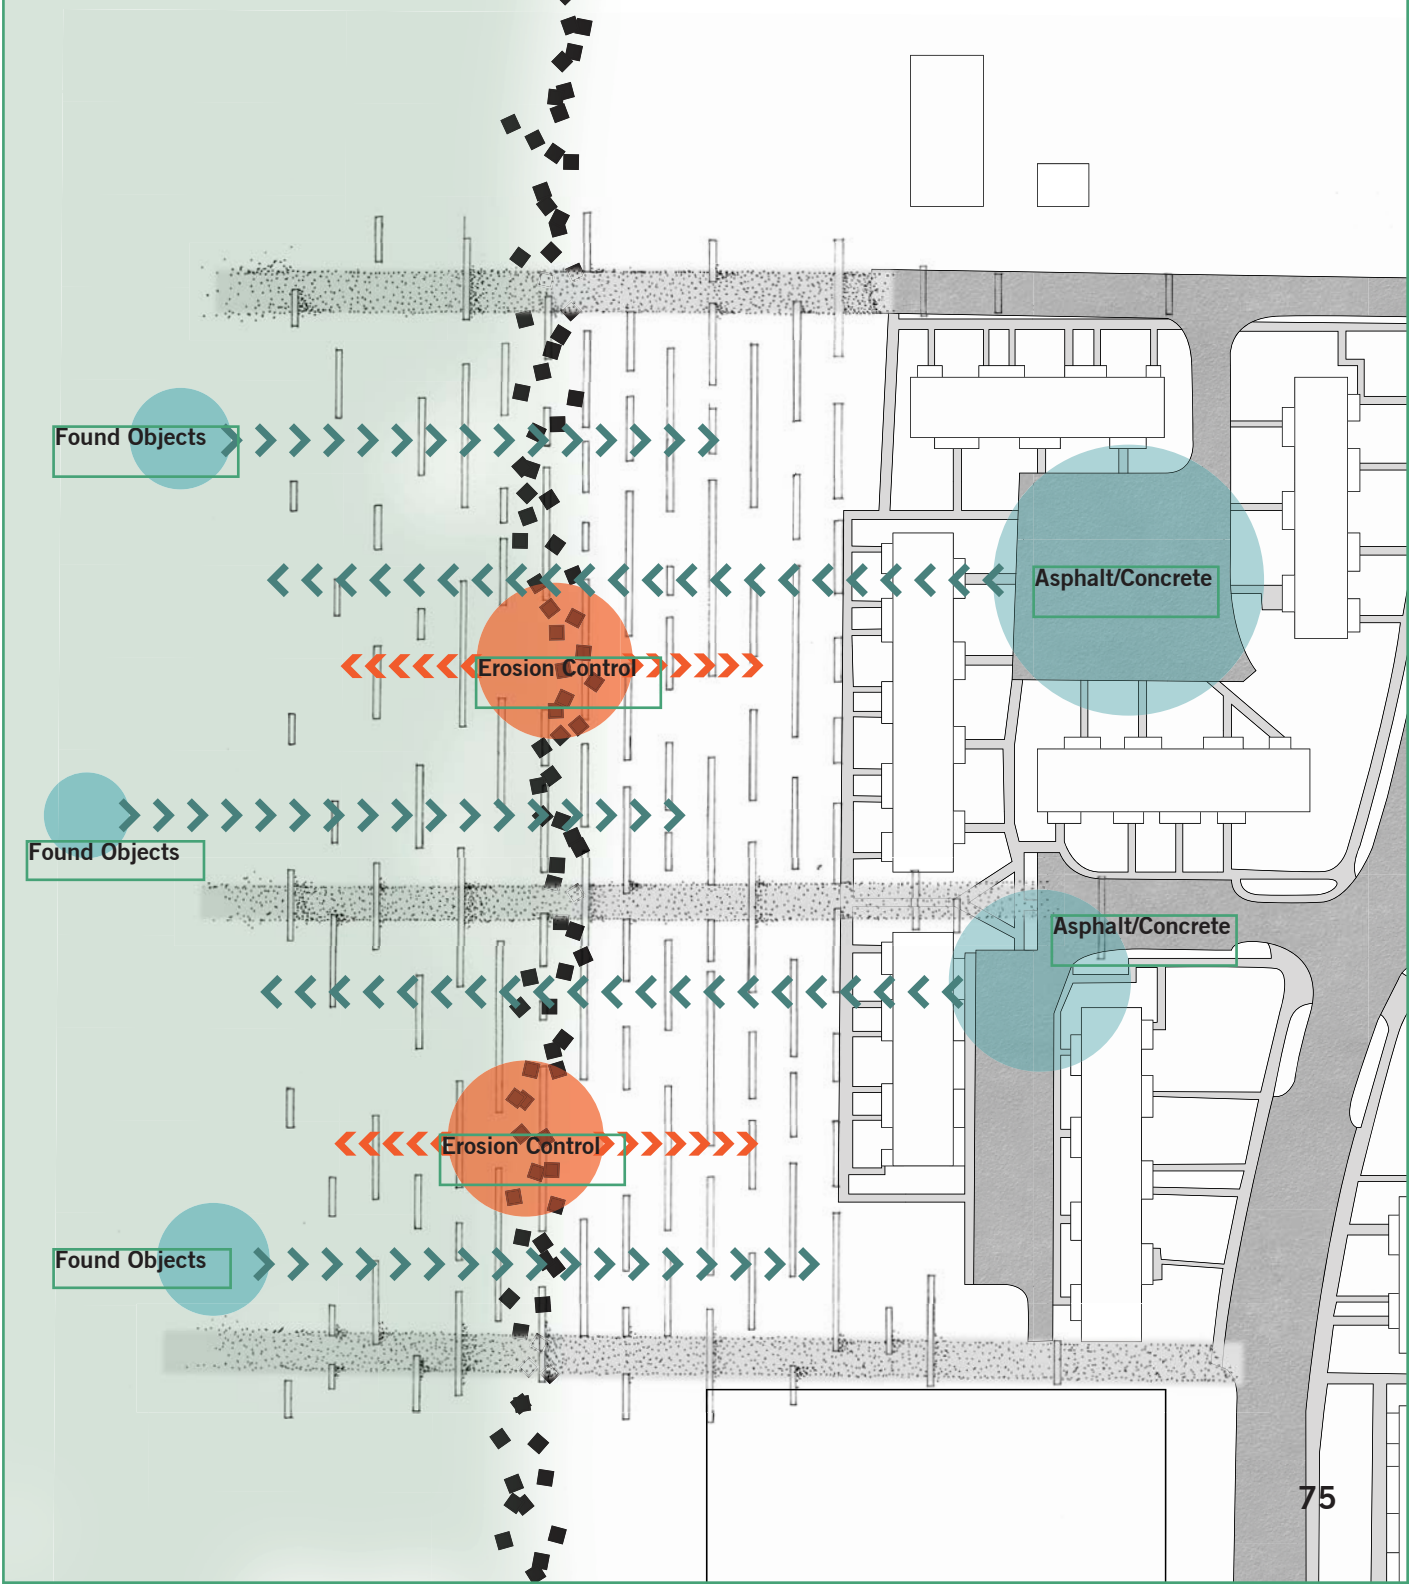 Found Objects
Asphalt/Concrete
Erosion Control
Found Objects
Asphalt/Concrete
Erosion Control
Found Objects
75